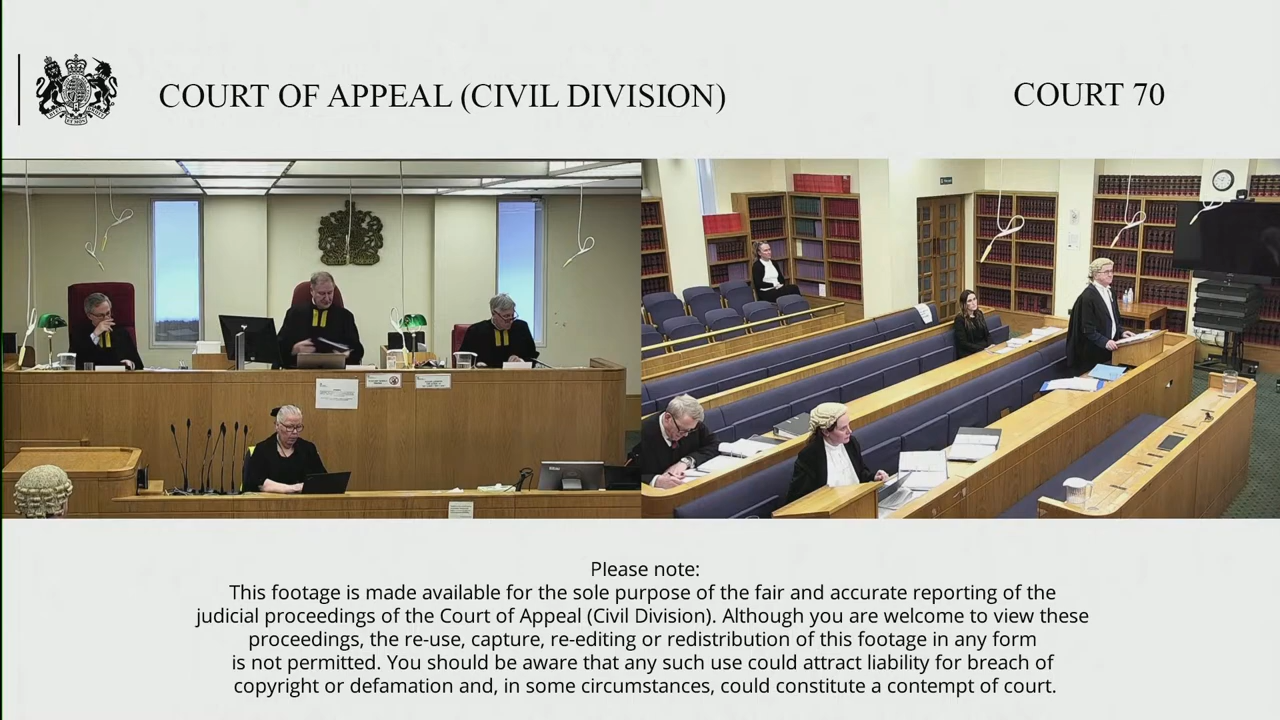 COURT OF APPEAL (CIVIL DIVISION)
COURT 70
Please note:
This footage is made available for the sole purpose of the fair and accurate reporting of the
judicial proceedings of the Court of Appeal (Civil Division). Although you are welcome to view these
proceedings, the re-use, capture, re-editing or redistribution of this footage in any form
is not permitted. You should be aware that any such use could attract liability for breach of
copyright or defamation and, in some circumstances, could constitute a contempt of court.